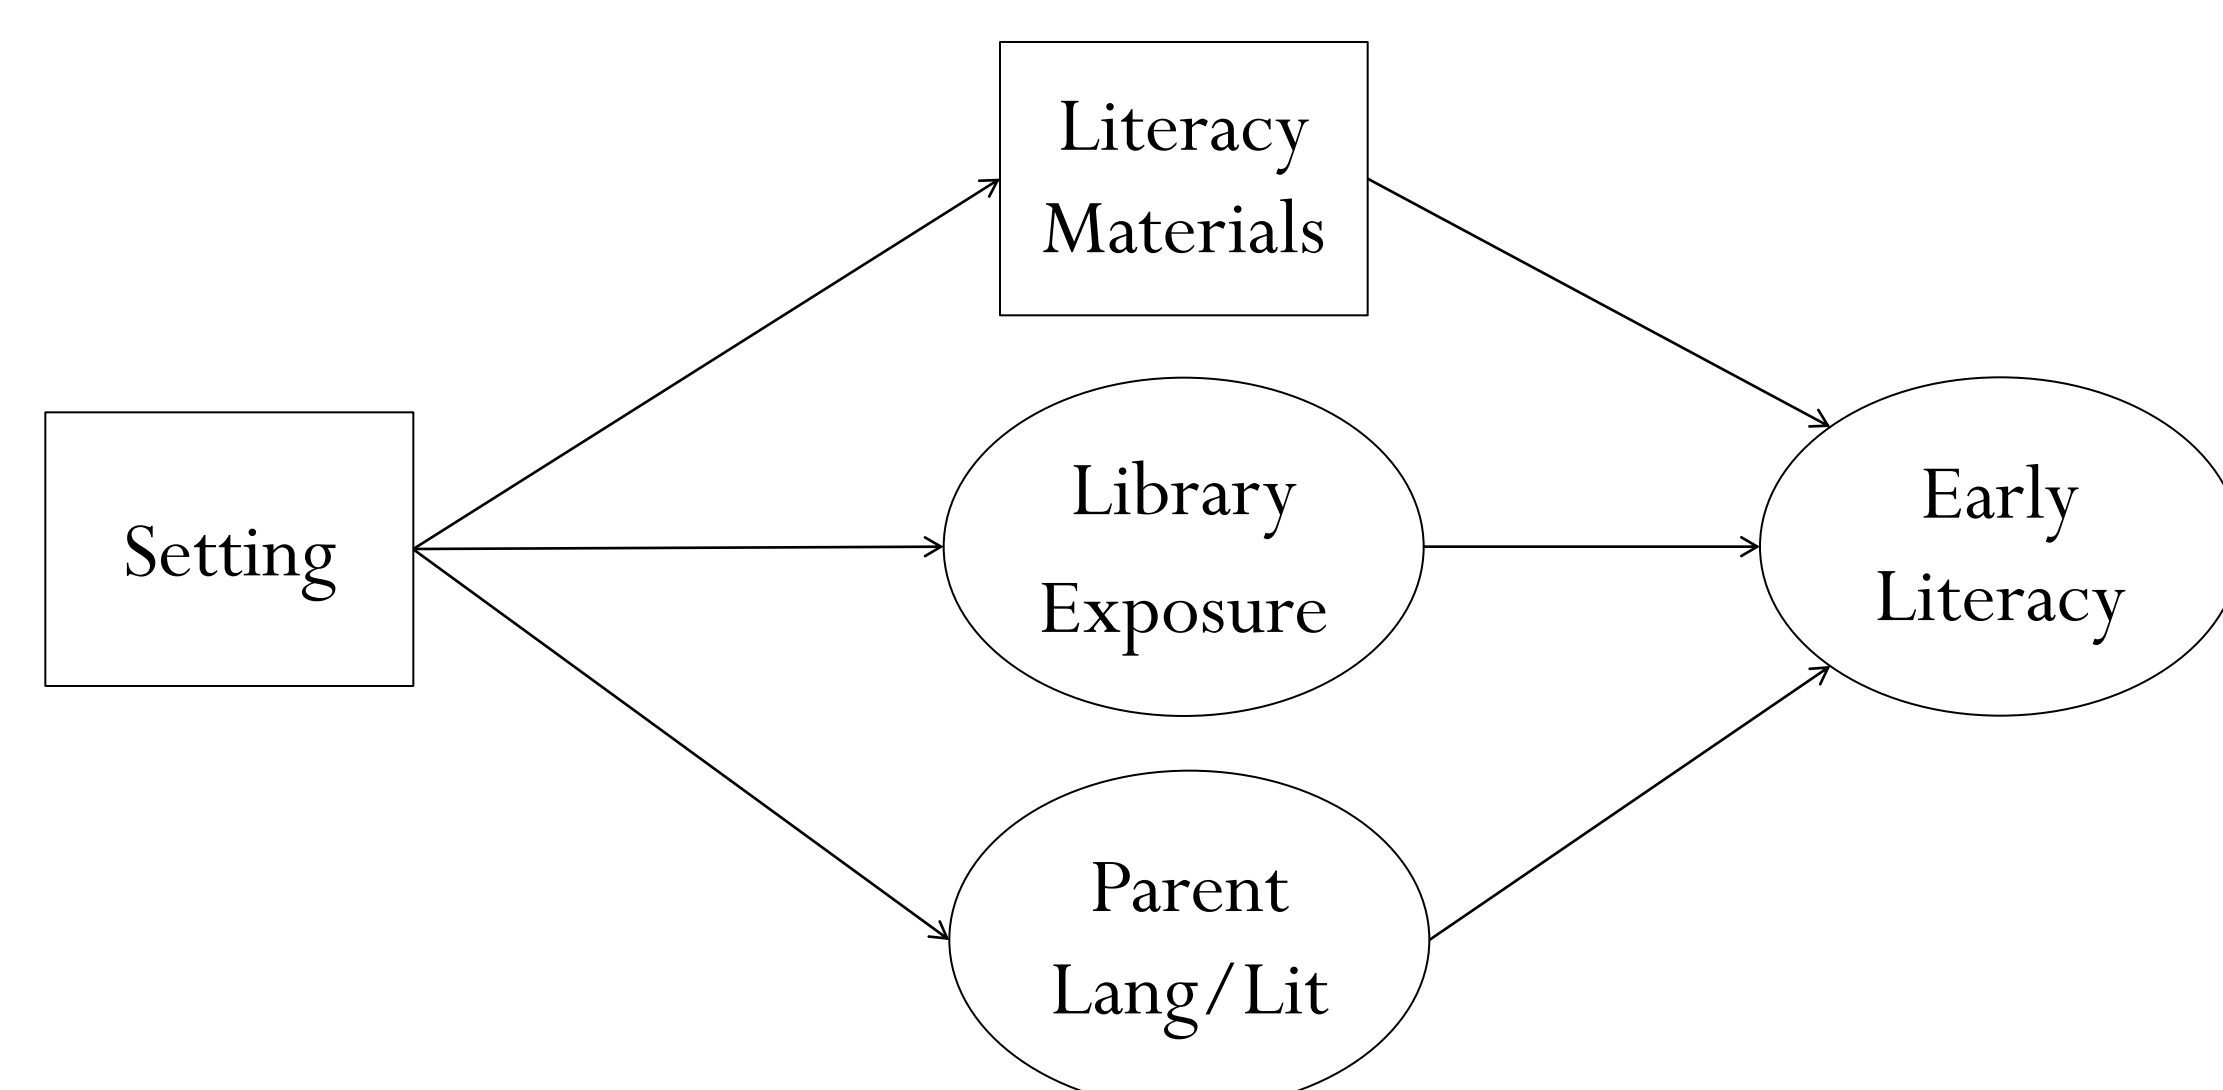 Literacy
Materials
Setting
Library
Exposure
Early
Literacy
Parent
Lang/Lit